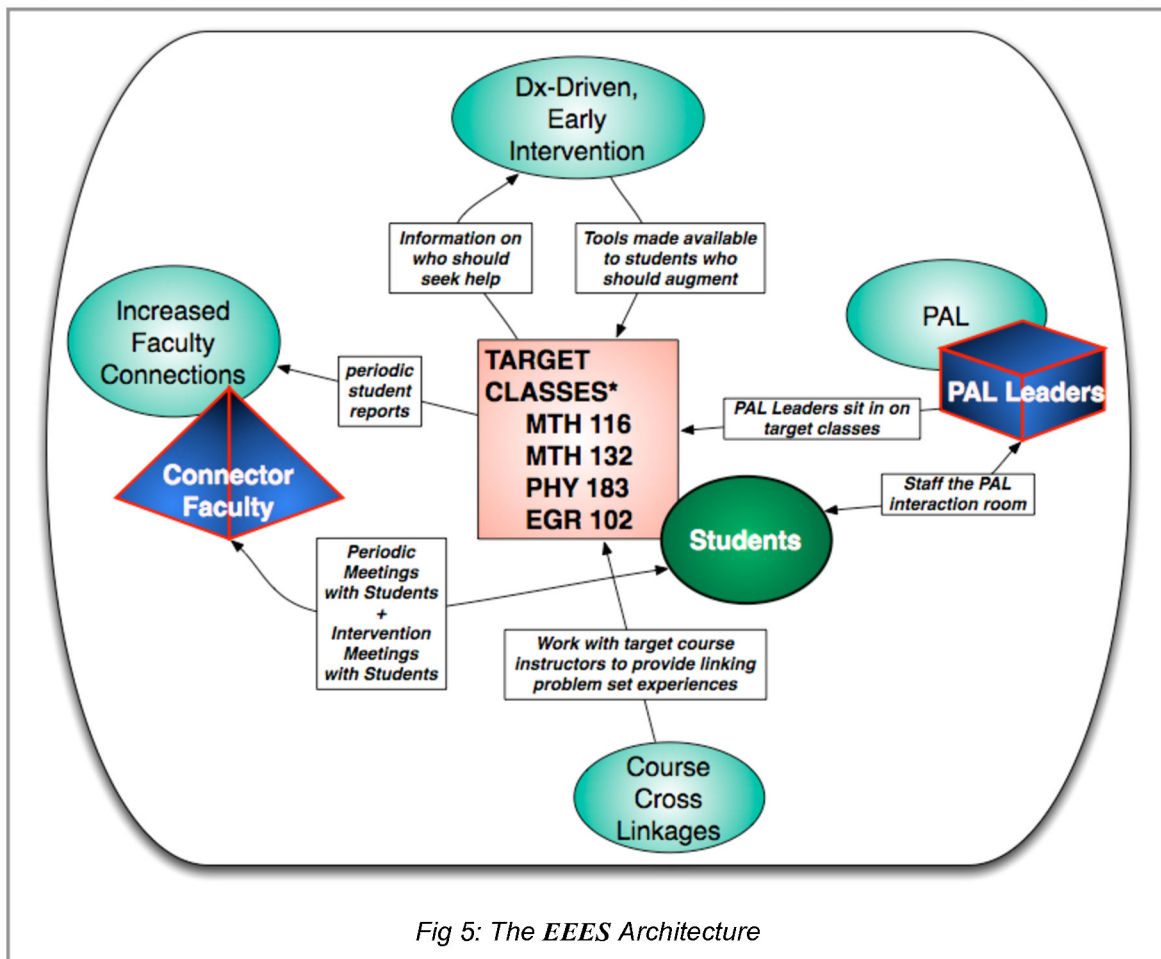 Dx-Driven,
Early
Intervention
Information on
who should
seek help
Tools made available
to students who
should augment
Increased
Faculty
Connections
periodic
student
reports
TARGET
CLASSES*
MTH 116
MTH 132
PHY 183
EGR 102
PAL
PAL Leaders
PAL Leaders sit in on
target classes
Connector
Faculty
Staff the PAL
interaction room
Students
Periodic
Meetings
with Students
+
Intervention
Meetings
with Students
Work with target course
instructors to provide linking
problem set experiences
Course
Cross
Linkages
Fig 5: The EEES Architecture